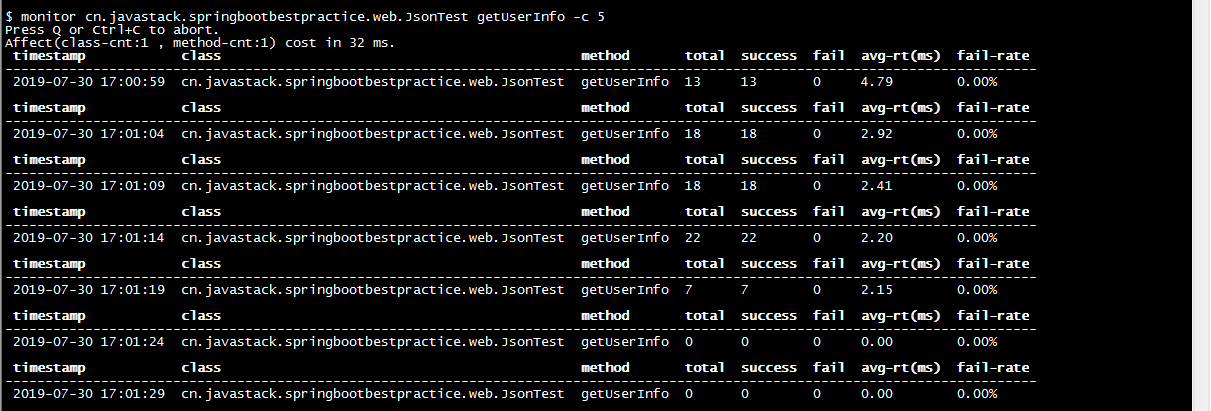 $ monitor cn.javastack.springbootbestpractice.web.JsonTest getUserInfo -c 5
Press Q or Ctrl+C to abort.
Affect(class-cnt:1 , method-cnt:1) cost in 32 ms.
timestamp class method total success fail avg-rt(ms) fail-rate
2019-07-30 17:00:59 cn.javastack.springbootbestpractice.web.JsonTest getUserInfo 13 13 0 4.79 0.00%
timestamp class method total success fail avg-rt(ms) fail-rate
2019-07-30 17:01:04 cn.javastack.springbootbestpractice.web.JsonTest getUserInfo 18 18 0 2.92 0.00%
timestamp class method total success fail avg-rt(ms) fail-rate
2019-07-30 17:01:09 cn.javastack.springbootbestpractice.web.JsonTest getUserInfo 18 18 0 2.41 0.00%
timestamp class method total success fail avg-rt(ms) fail-rate
2019-07-30 17:01:14 cn.javastack.springbootbestpractice.web.JsonTest getUserInfo 22 22 0 2.20 0.00%
timestamp class method total success fail avg-rt(ms) fail-rate
2019-07-30 17:01:19 cn.javastack.springbootbestpractice.web.JsonTest getUserInfo 7 7 0 2.15 0.00%
timestamp class method total success fail avg-rt(ms) fail-rate
2019-07-30 17:01:24 cn.javastack.springbootbestpractice.web.JsonTest getUserInfo 0 0 0 0.00 0.00%
timestamp class method total success fail avg-rt(ms) fail-rate
2019-07-30 17:01:29 cn.javastack.springbootbestpractice.web.JsonTest getUserInfo 0 0 0 0.00 0.00%